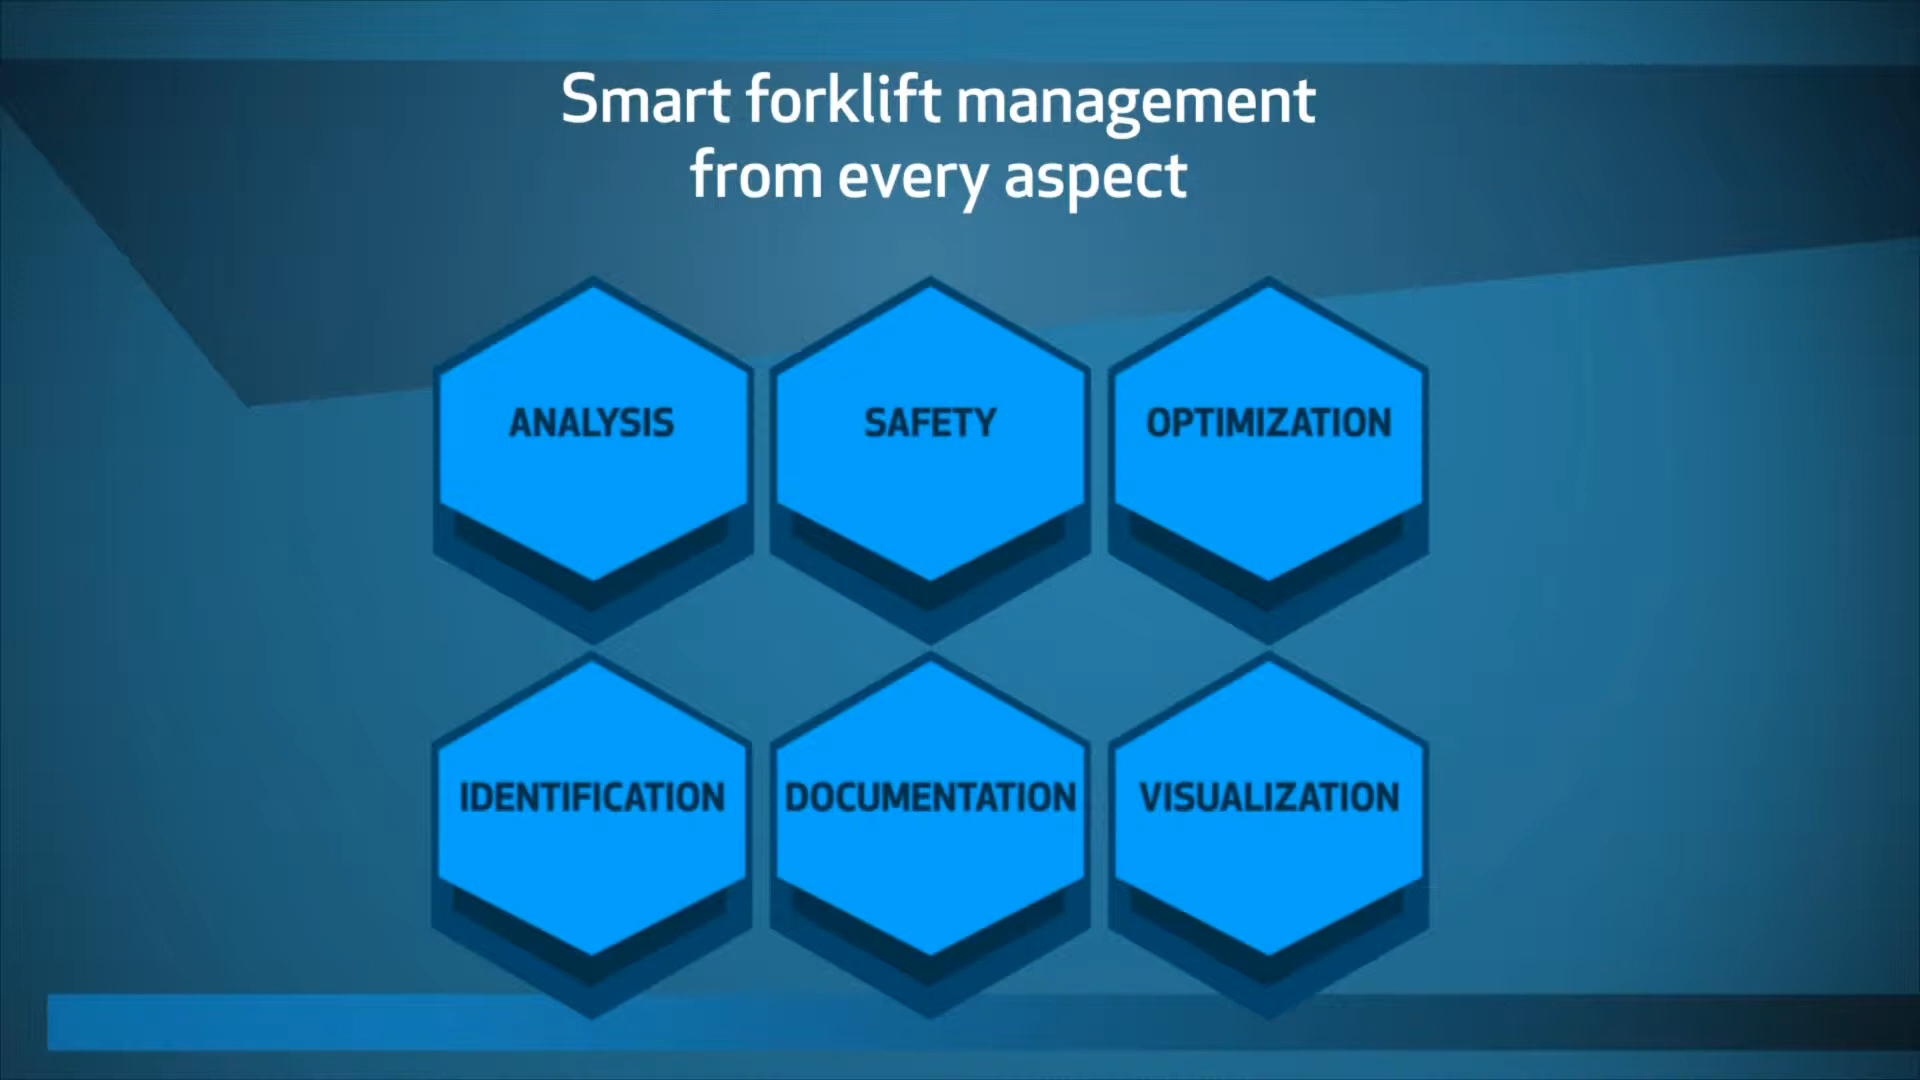 Smart forklift management
from every aspect
ANALYSIS
SAFETY
OPTIMIZATION
IDENTIFICATION
DOCUMENTATION
VISUALIZATION